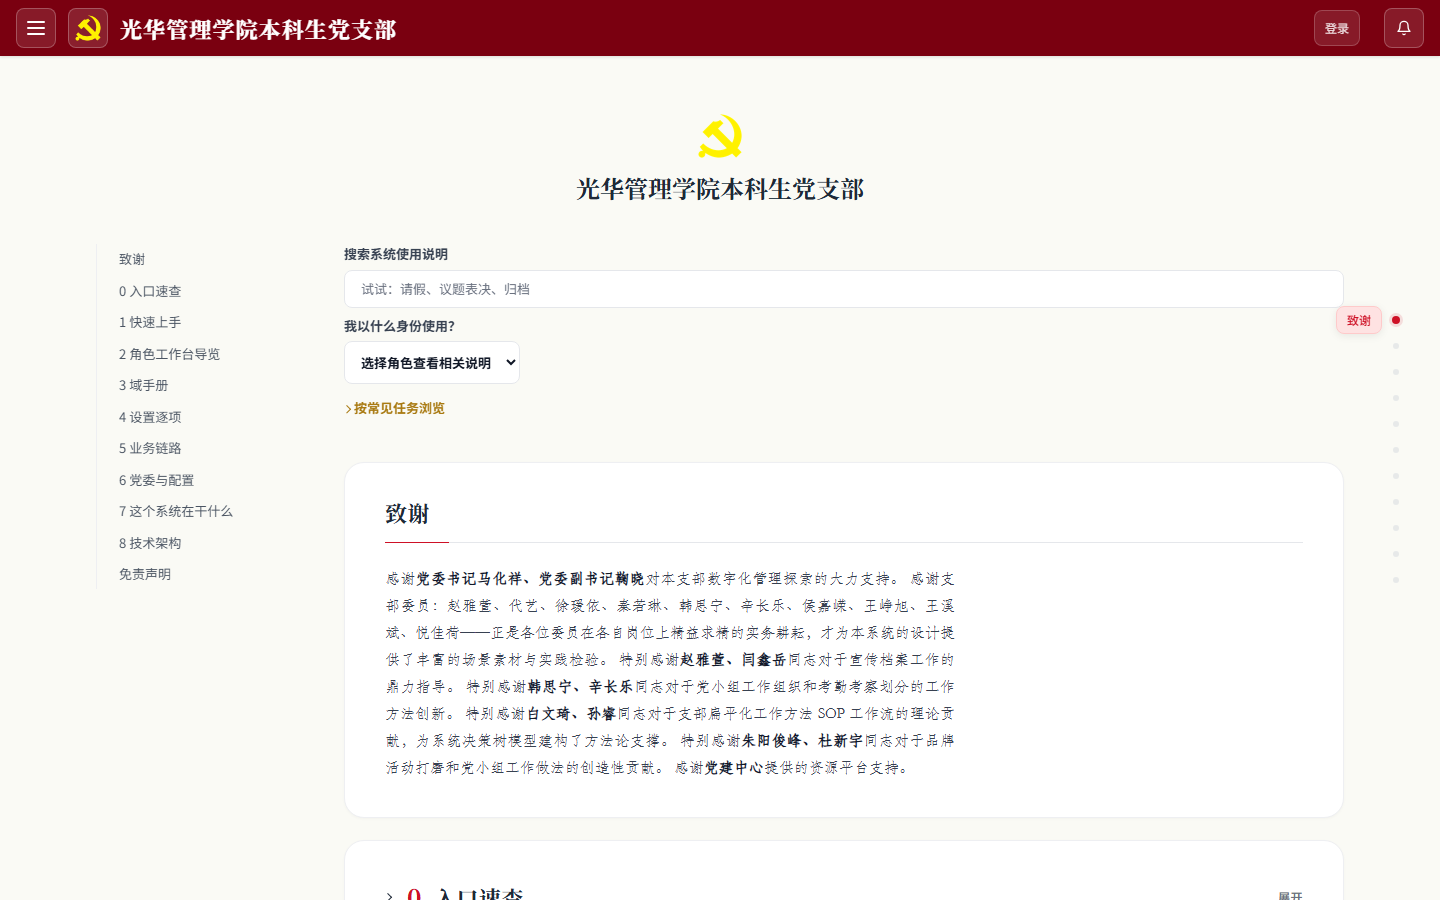 光华管理学院本科生党支部
登录
光华管理学院本科生党支部
致谢
0 入口速查
1 快速上手
2 角色工作台导览
3 域手册
4 设置逐项
5 业务链路
6 党委与配置
7 这个系统在干什么
8 技术架构
免责声明
搜索系统使用说明
试试：请假、议题表决、归档
我以什么身份使用？
选择角色查看相关说明
按常见任务浏览
致谢
致谢
感谢党委书记马化祥、党委副书记鞠晓对本支部数字化管理探索的大力支持。 感谢支
部委员：赵雅萱、代艺、徐瑷依、秦若琳、韩思宁、辛长乐、侯嘉嵘、王峥旭、王溪
斌、悦佳荷——正是各位委员在各自岗位上精益求精的实务耕耘，才为本系统的设计提
供了丰富的场景素材与实践检验。 特别感谢赵雅萱、闫鑫岳同志对于宣传档案工作的
鼎力指导。 特别感谢韩思宁、辛长乐同志对于党小组工作组织和考勤考察划分的工作
方法创新。 特别感谢白文琦、孙睿同志对于支部扁平化工作方法 SOP 工作流的理论贡
献，为系统决策树模型建构了方法论支撑。 特别感谢朱阳俊峰、杜新宇同志对于品牌
活动打磨和党小组工作做法的创造性贡献。 感谢党建中心提供的资源平台支持。
0 入口速查
展开